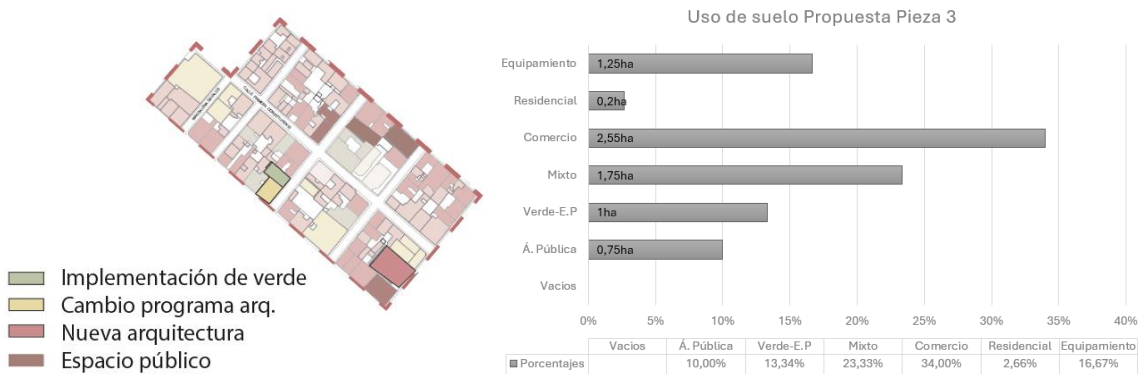 Implementación de verde
Cambio programa arq.
Nueva arquitectura
Espacio público
Uso de suelo Propuesta Pieza 3
Equipamiento 1,25ha
Residencial 0,2ha
Comercio 2,55ha
Mixto 1,75ha
Verde-E.P 1ha
Á. Pública 0,75ha
Vacios
0% 5% 10% 15% 20% 25% 30% 35% 40%
Vacios Á. Pública Verde-E.P Mixto Comercio Residencial Equipamiento
Porcentajes 10,00% 13,34% 23,33% 34,00% 2,66% 16,67%